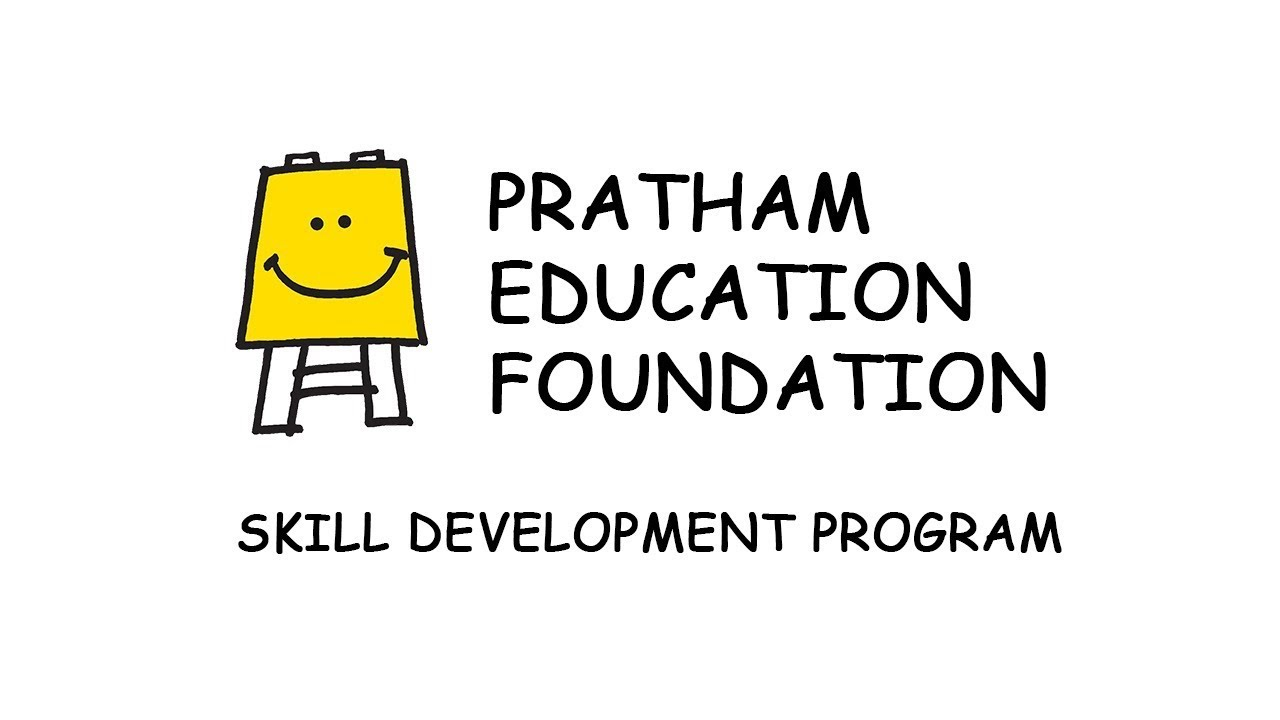 PRATHAM
EDUCATION
FOUNDATION
SKILL DEVELOPMENT PROGRAM